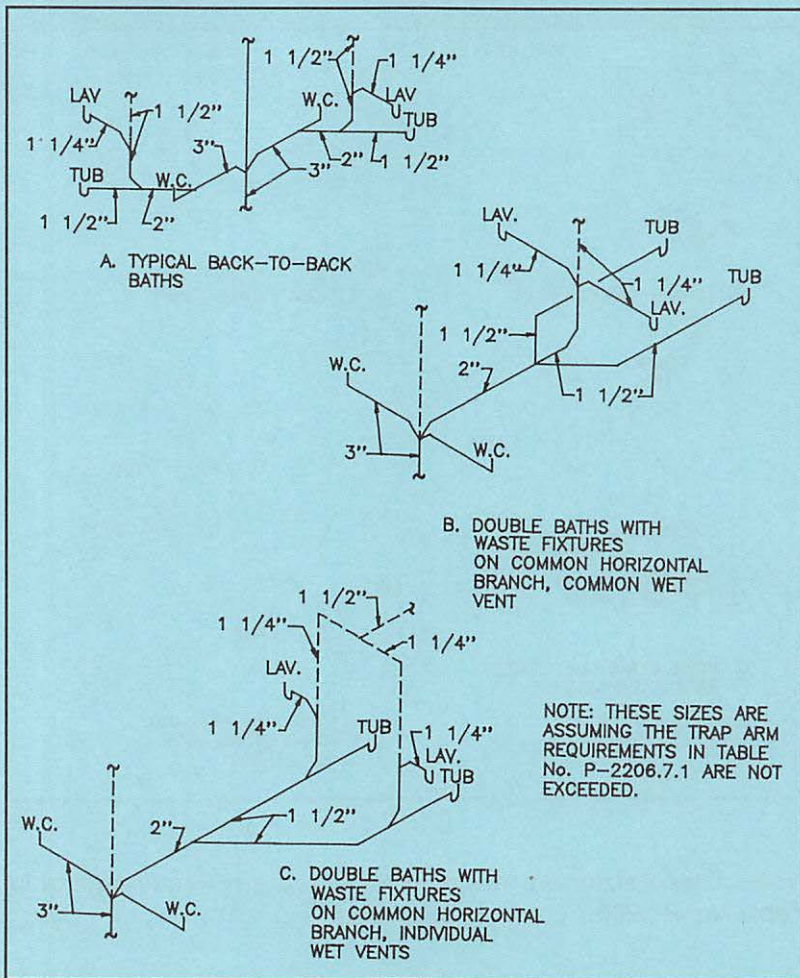 1 1/2"
1 1/4"
LAV
1 1/2"
W.C.
LAV
TUB
1 1/4"
3"
TUB
W.C.
3"
2"
1 1/2"
1 1/2"
2"
A. TYPICAL BACK-TO-BACK
BATHS
LAV.
TUB
TUB
1 1/4"
1 1/4"
LAV.
1 1/2"
W.C.
2"
1 1/2"
3"
W.C.
B. DOUBLE BATHS WITH
WASTE FIXTURES
ON COMMON HORIZONTAL
BRANCH, COMMON WET
VENT
1 1/2"
1 1/4"
1 1/4"
LAV.
1 1/4"
TUB
1 1/4"
LAV.
TUB
NOTE: THESE SIZES ARE
ASSUMING THE TRAP ARM
REQUIREMENTS IN TABLE
No. P-2206.7.1 ARE NOT
EXCEEDED.
W.C.
2"
1 1/2"
3"
W.C.
C. DOUBLE BATHS WITH
WASTE FIXTURES
ON COMMON HORIZONTAL
BRANCH, INDIVIDUAL
WET VENTS